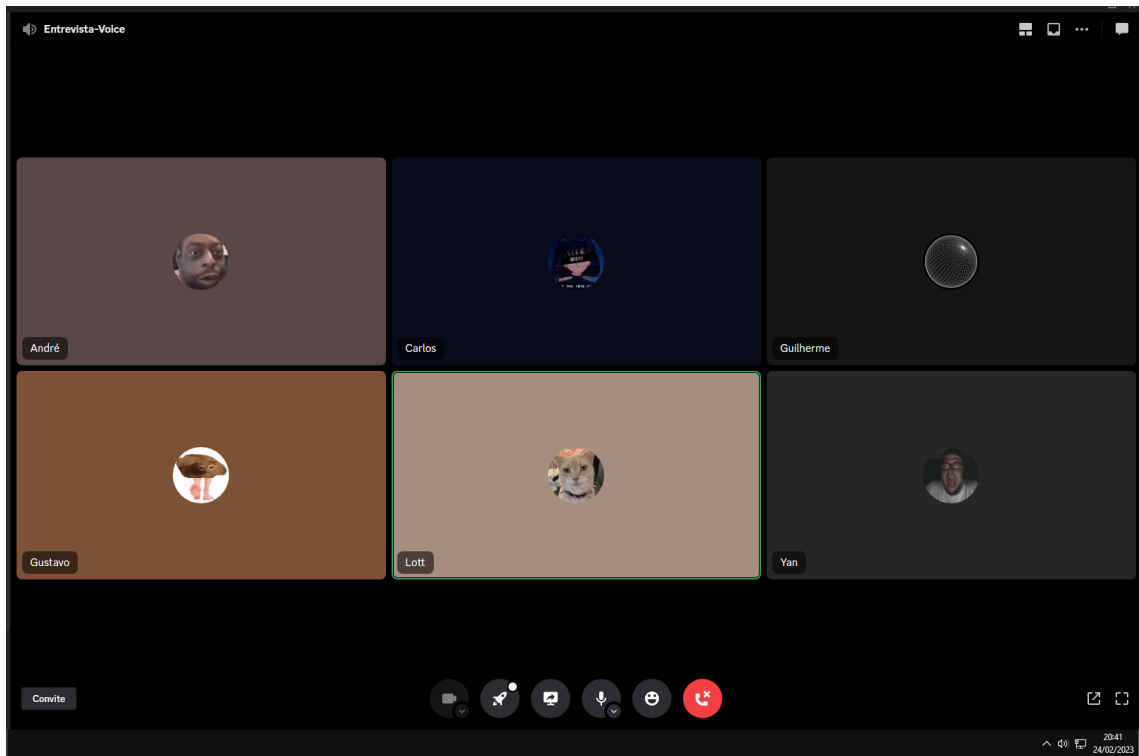 Entrevista-Voice
André
Carlos
Guilherme
Gustavo
Lott
Yan
Convite
20:41
24/02/2023